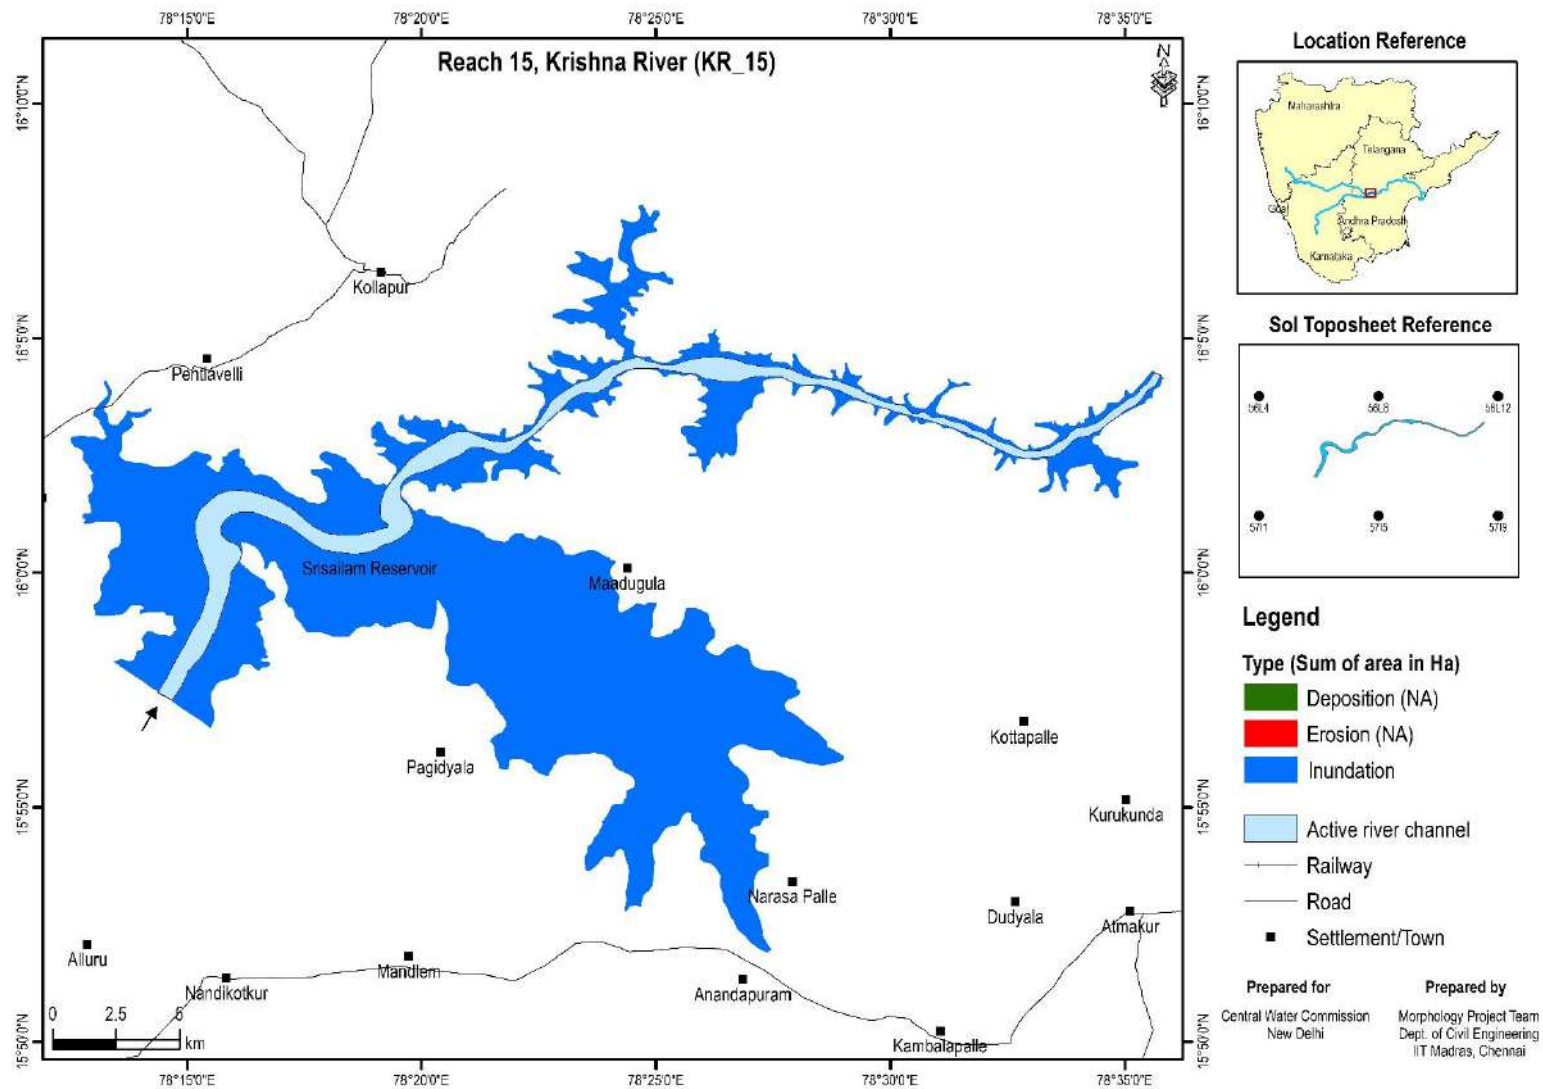 78°15'0"E 78°20'0"E 78°25'0"E 78°30'0"E 78°35'0"E
Reach 15, Krishna River (KR_15)
N
16°10'0"N
16°10'0"N
Kollapur
16°5'0"N
16°5'0"N
Pentlavelli
Srisailam Reservoir
16°0'0"N
16°0'0"N
Maadugula
Kottapalle
Pagidyala
15°55'0"N
15°55'0"N
Kurukunda
Narasa Palle
Dudyala
Atmakur
Alluru
Mandlem
Nandikotkur
Anandapuram
Kambalapalle
0 2.5 5
km
15°50'0"N
15°50'0"N
78°15'0"E 78°20'0"E 78°25'0"E 78°30'0"E 78°35'0"E
Location Reference
Maharashtra
Telangana
Goa
Andhra Pradesh
Karnataka
SoI Toposheet Reference
56L4 56L8 56L12
57I1 57I5 57I9
Legend
Type (Sum of area in Ha)
Deposition (NA)
Erosion (NA)
Inundation
Active river channel
Railway
Road
Settlement/Town
Prepared for
Central Water Commission
New Delhi
Prepared by
Morphology Project Team
Dept. of Civil Engineering
IIT Madras, Chennai